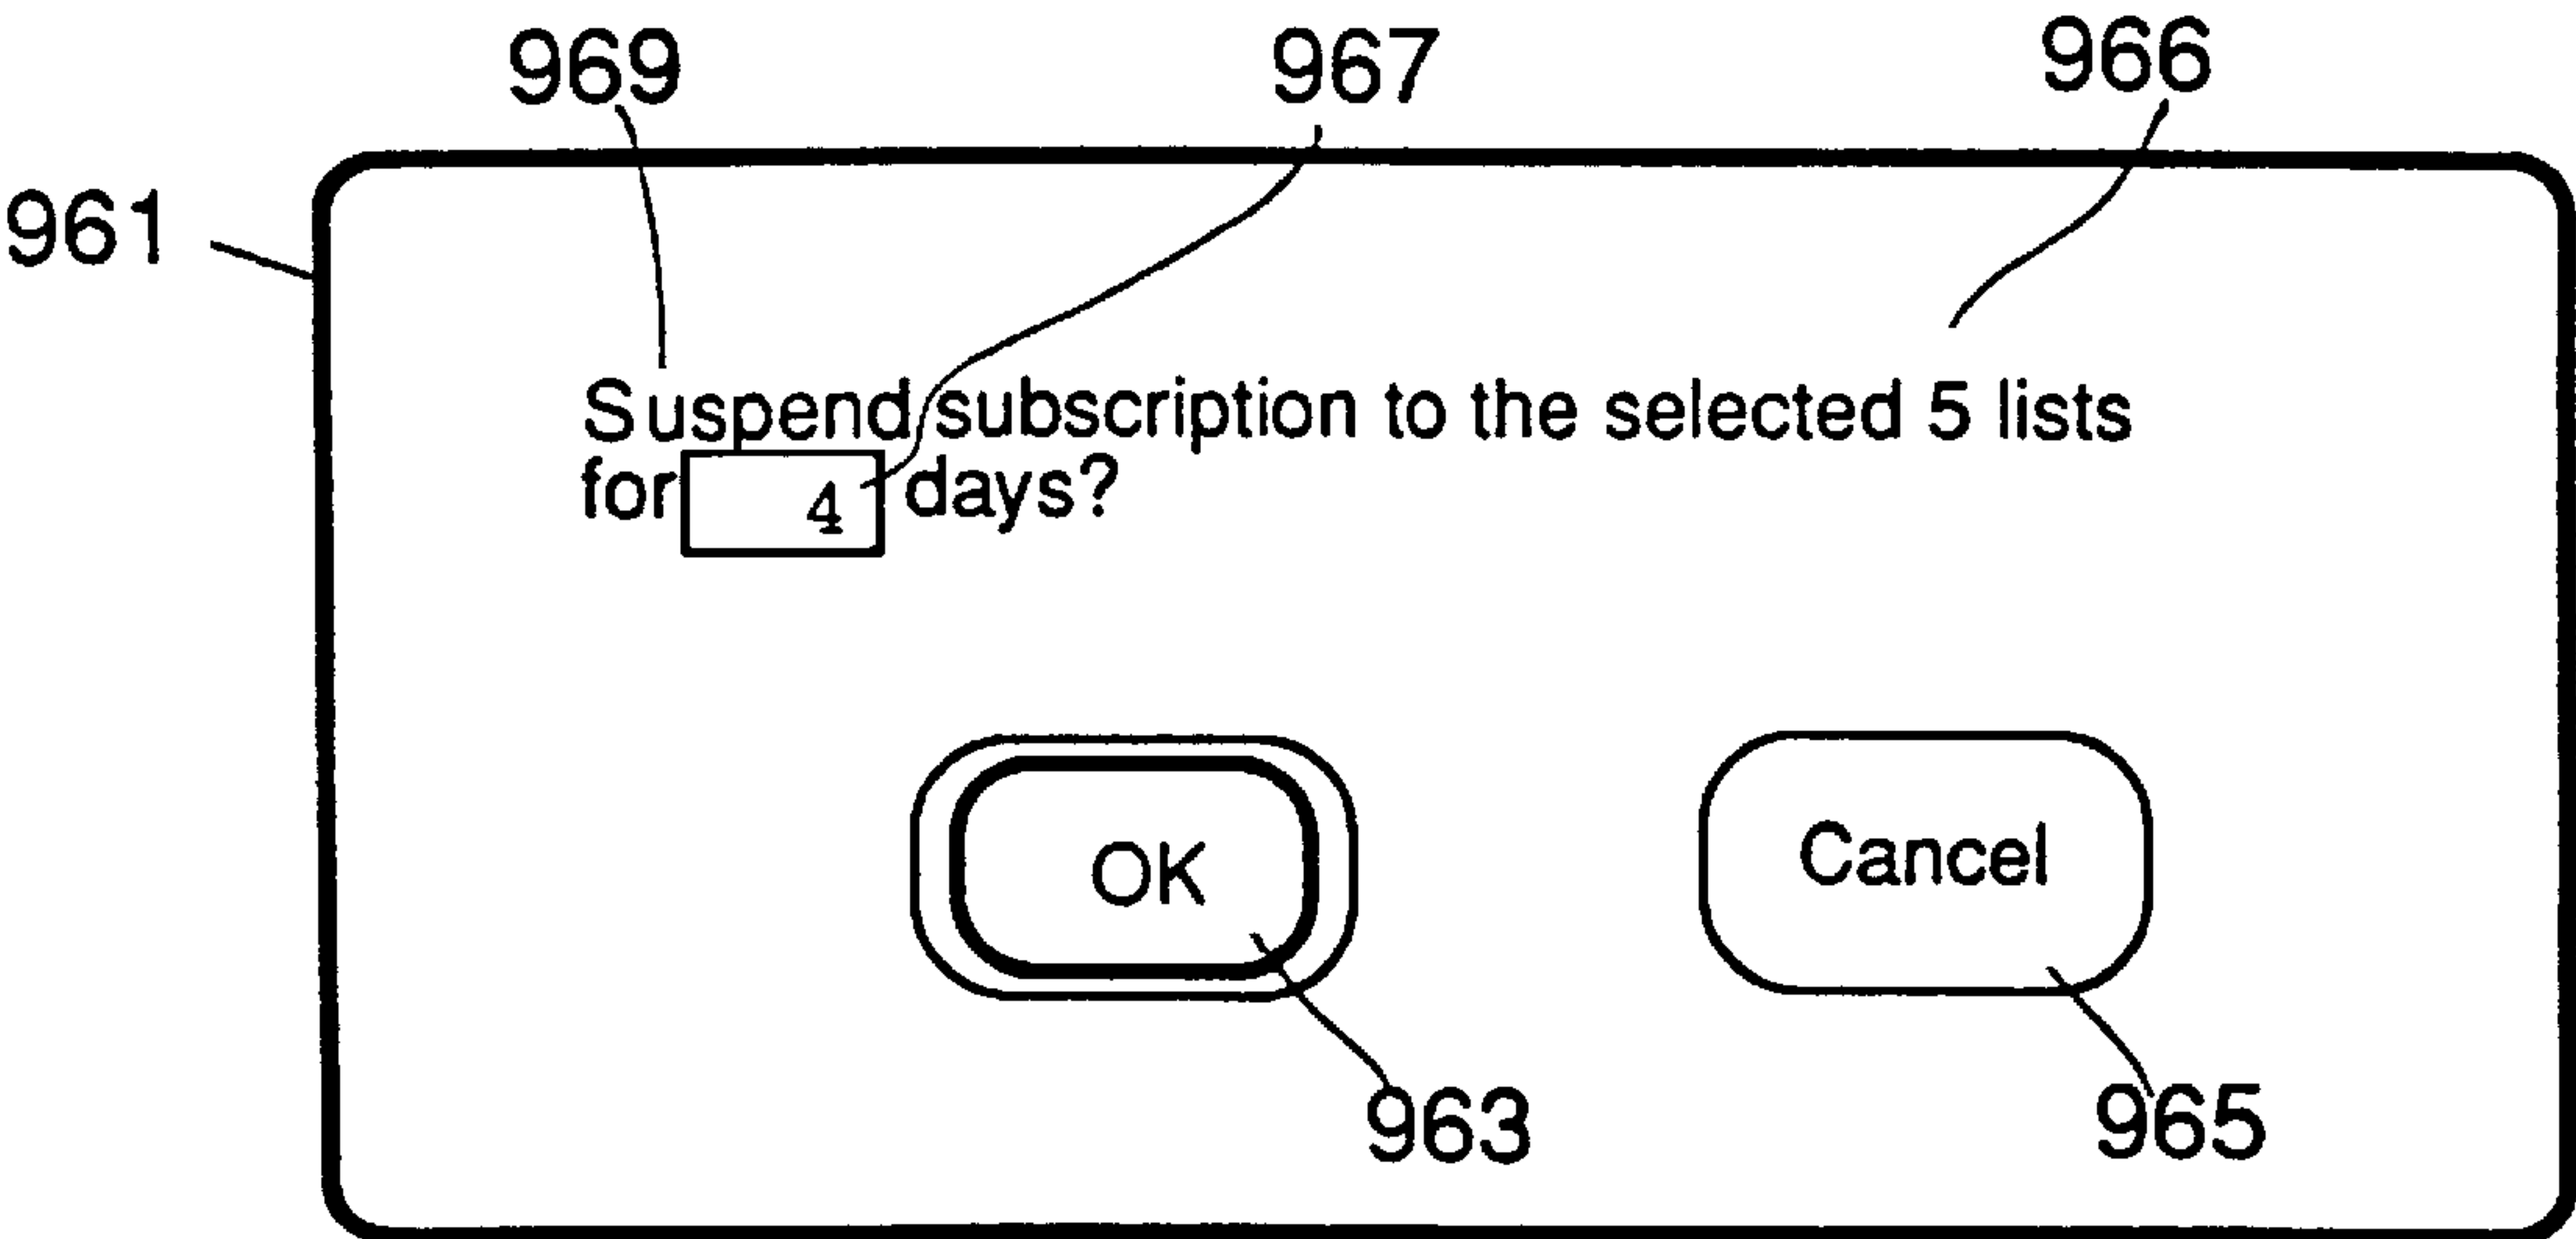 969 967 966
961
Suspend subscription to the selected 5 lists
for 4 days?
OK Cancel
963 965